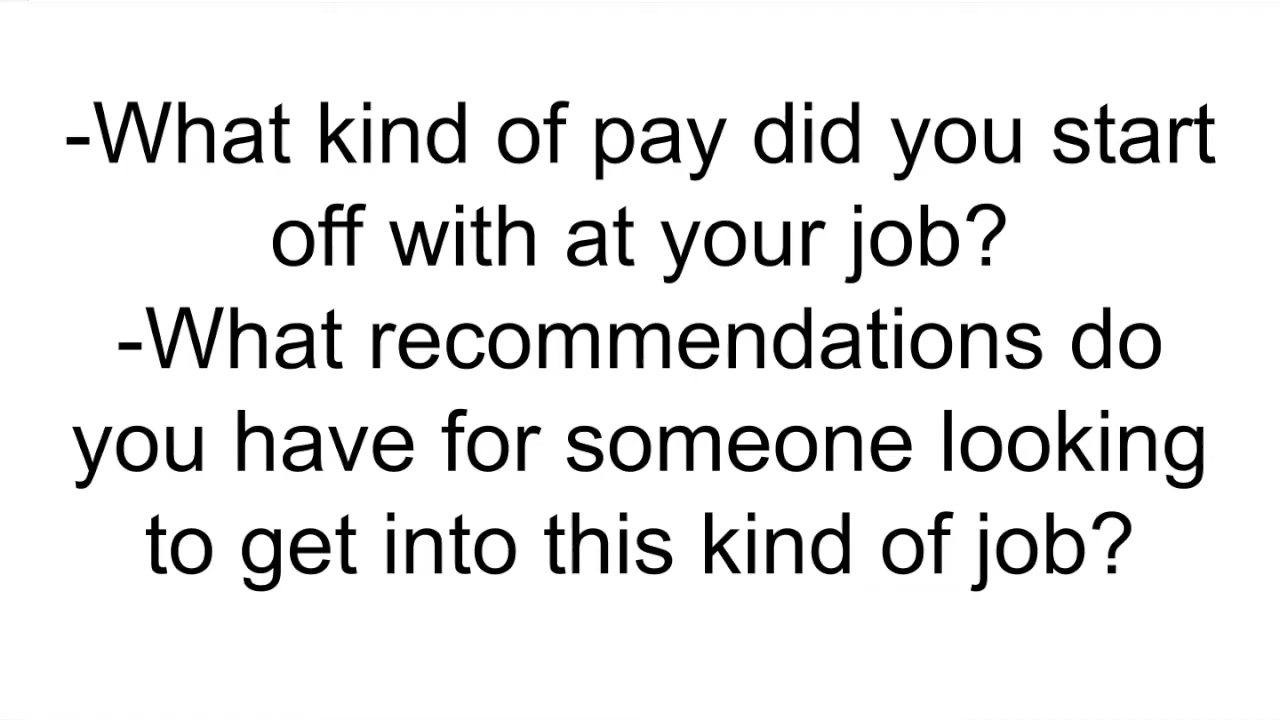 -What kind of pay did you start
off with at your job?
-What recommendations do
you have for someone looking
to get into this kind of job?